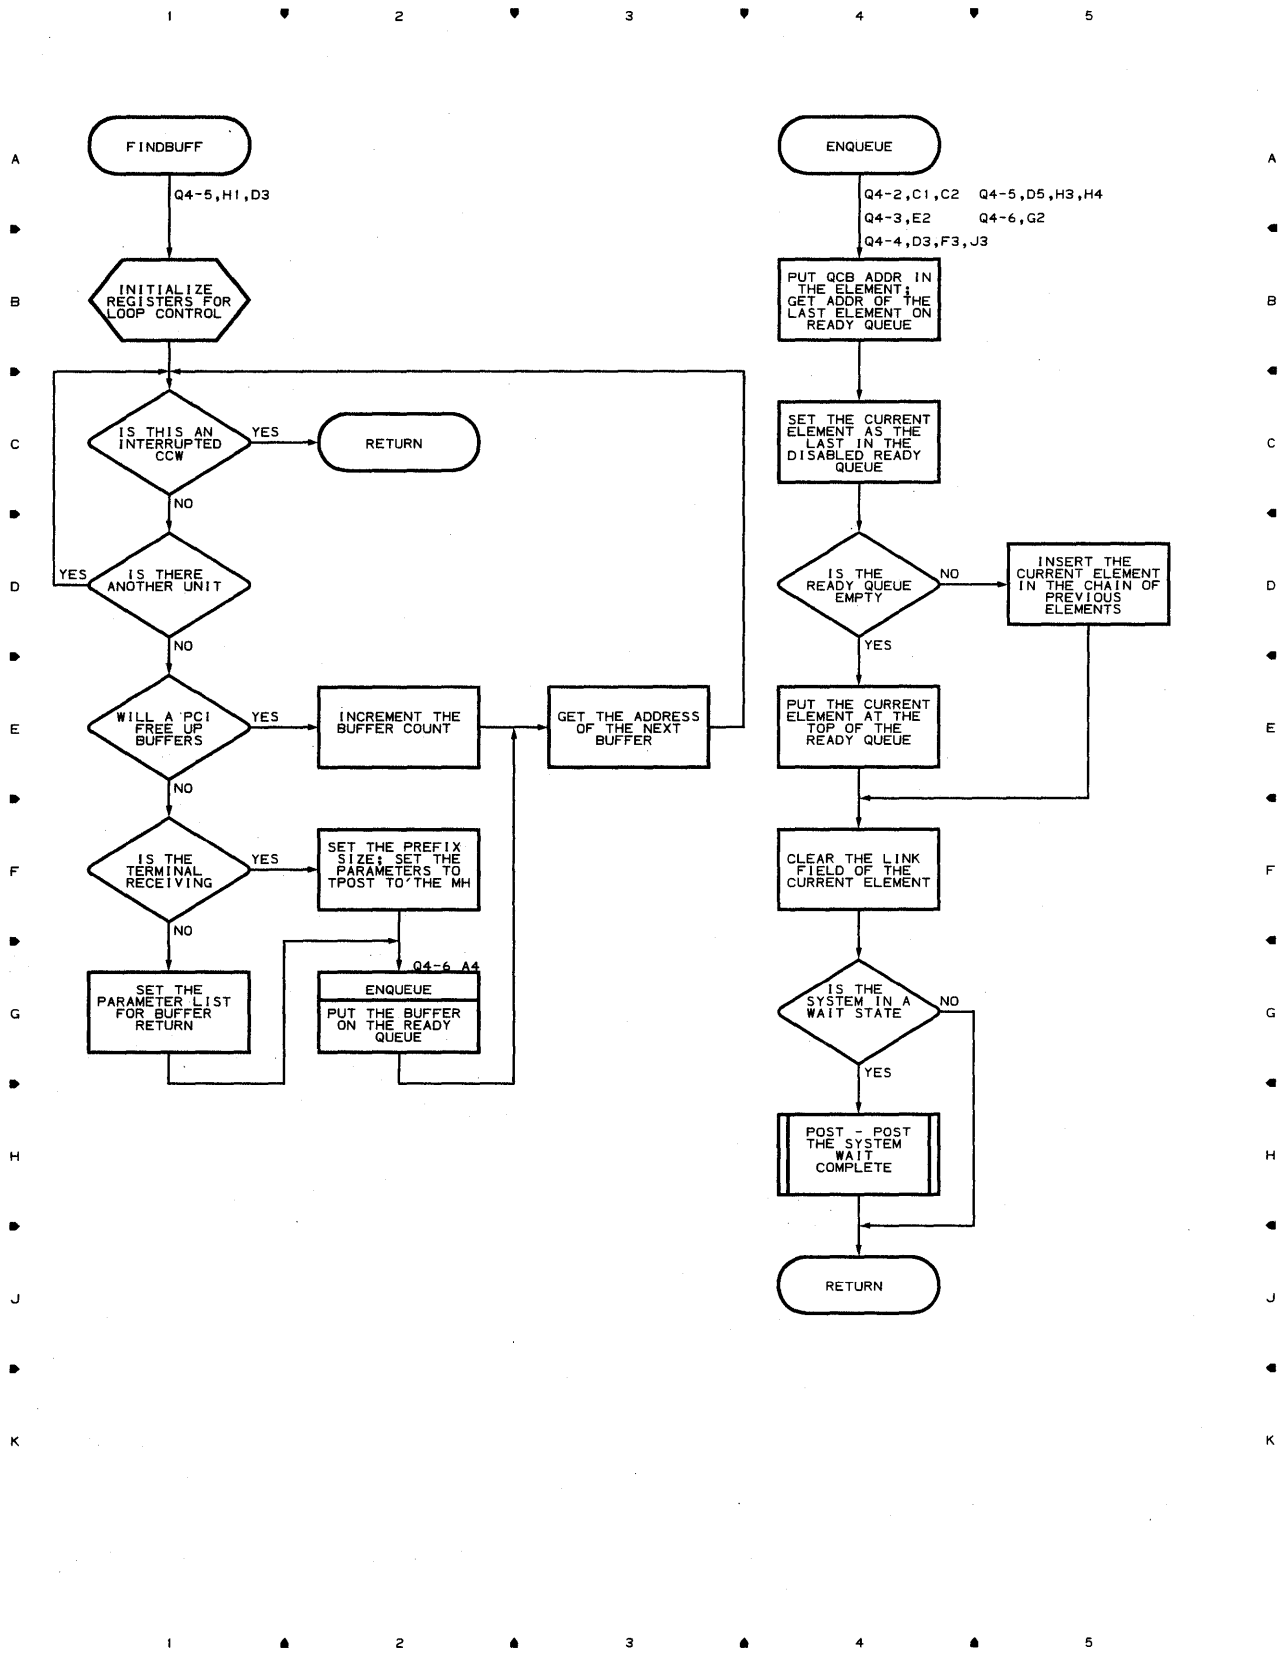 1 2 3 4 5
A
FINDBUFF
Q4-5,H1,D3
B
INITIALIZE
REGISTERS FOR
LOOP CONTROL
C
IS THIS AN
INTERRUPTED
CCW
YES
RETURN
NO
D
YES
IS THERE
ANOTHER UNIT
NO
E
WILL A PCI
FREE UP
BUFFERS
YES
INCREMENT THE
BUFFER COUNT
GET THE ADDRESS
OF THE NEXT
BUFFER
NO
F
IS THE
TERMINAL
RECEIVING
YES
SET THE PREFIX
SIZE; SET THE
PARAMETERS TO
TPOST TO THE MH
NO
G
SET THE
PARAMETER LIST
FOR BUFFER
RETURN
Q4-6 A4
ENQUEUE
PUT THE BUFFER
ON THE READY
QUEUE
H
J
K
ENQUEUE
A
Q4-2,C1,C2 Q4-5,D5,H3,H4
Q4-3,E2 Q4-6,G2
Q4-4,D3,F3,J3
PUT QCB ADDR IN
THE ELEMENT;
GET ADDR OF THE
LAST ELEMENT ON
READY QUEUE
B
SET THE CURRENT
ELEMENT AS THE
LAST IN THE
DISABLED READY
QUEUE
C
IS THE
READY QUEUE
EMPTY
NO
INSERT THE
CURRENT ELEMENT
IN THE CHAIN OF
PREVIOUS
ELEMENTS
D
YES
PUT THE CURRENT
ELEMENT AT THE
TOP OF THE
READY QUEUE
E
CLEAR THE LINK
FIELD OF THE
CURRENT ELEMENT
F
IS THE
SYSTEM IN A
WAIT STATE
NO
G
YES
POST - POST
THE SYSTEM
WAIT
COMPLETE
H
RETURN
J
K
1 2 3 4 5